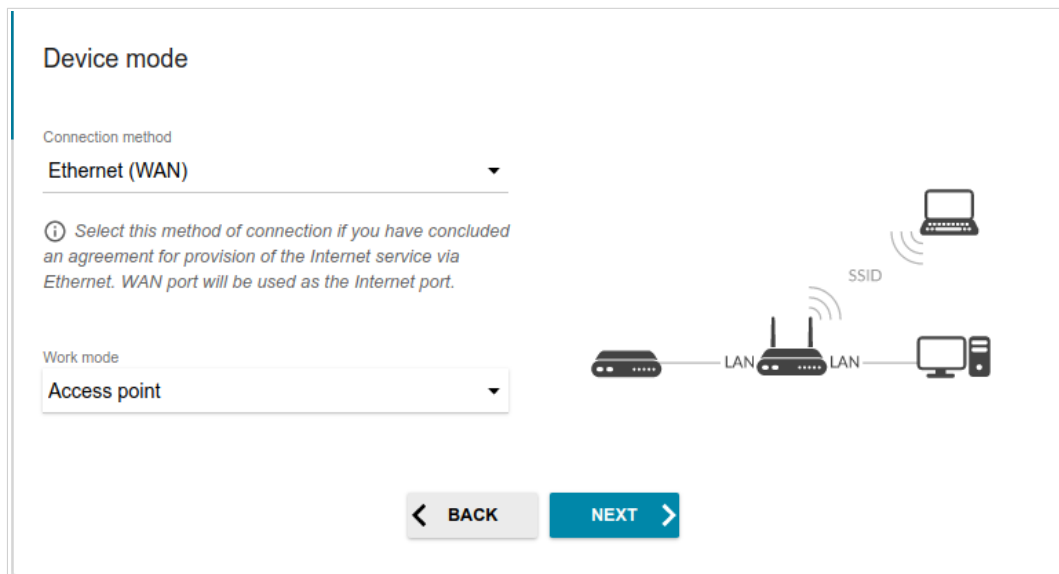 Device mode
Connection method
Ethernet (WAN)
Select this method of connection if you have concluded
an agreement for provision of the Internet service via
Ethernet. WAN port will be used as the Internet port.
SSID
Work mode
LAN
LAN
Access point
BACK
NEXT